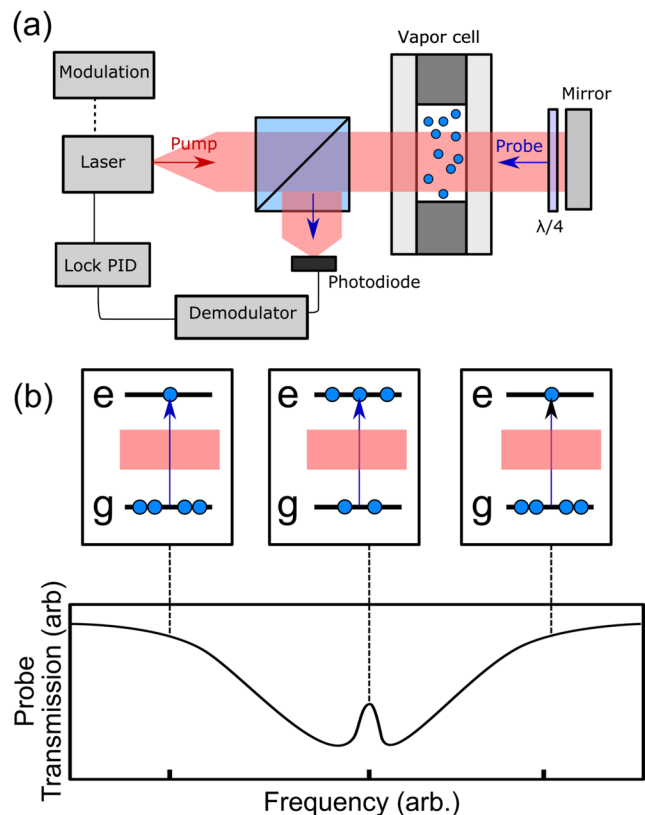 (a)
Modulation
Vapor cell
Mirror
Laser
Pump
Probe
λ/4
Lock PID
Photodiode
Demodulator
(b)
e
e
e
g
g
g
Probe
Transmission (arb)
Frequency (arb.)